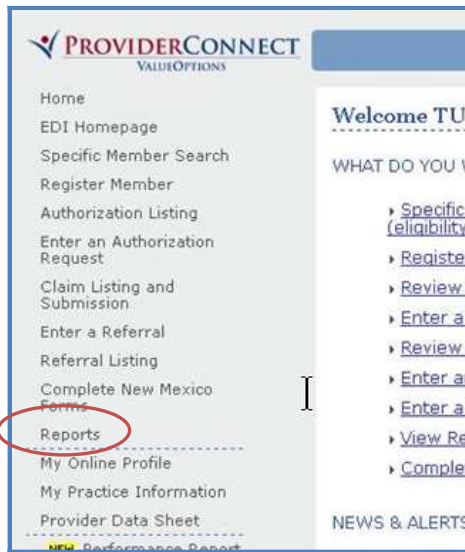 PROVIDERCONNECT
VALUEOPTIONS
Home
EDI Homepage
Specific Member Search
Register Member
Authorization Listing
Enter an Authorization
Request
Claim Listing and
Submission
Enter a Referral
Referral Listing
Complete New Mexico
Forms
Reports
My Online Profile
My Practice Information
Provider Data Sheet
NEW Performance Report
Welcome TU
WHAT DO YOU
Specific
(eligibility
Registe
Review
Enter a
Review
Enter a
Enter a
View Re
Comple
NEWS & ALERTS